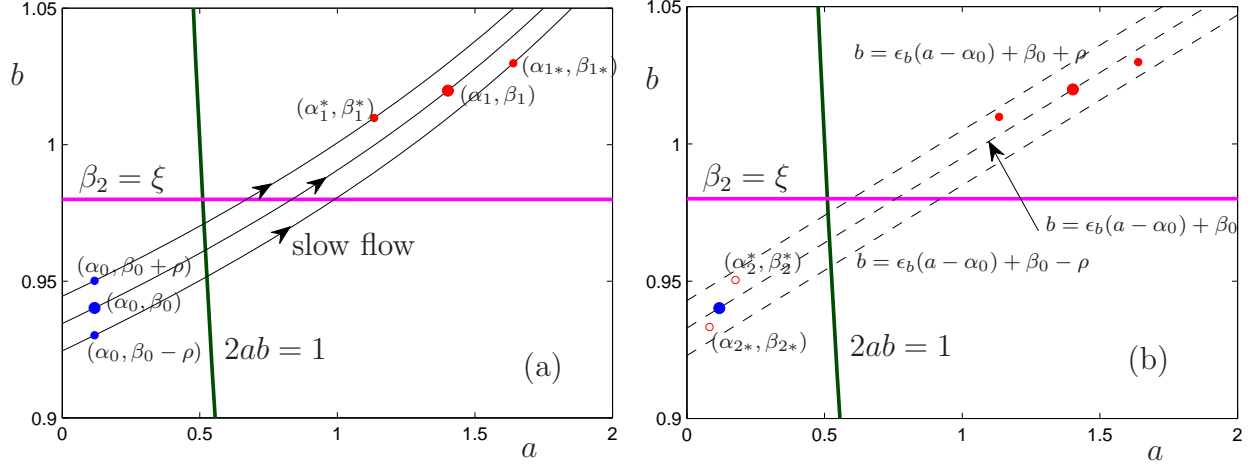 1.05
b
(α₁⁎, β₁⁎)
(α₁*, β₁*)
(α₁, β₁)
1
β₂ = ξ
slow flow
0.95
(α₀, β₀ + ρ)
(α₀, β₀)
(α₀, β₀ − ρ)
2ab = 1
(a)
0.9
0
0.5
1
1.5
2
a
1.05
b
b = ϵ_b(a − α₀) + β₀ + ρ
1
β₂ = ξ
b = ϵ_b(a − α₀) + β₀
b = ϵ_b(a − α₀) + β₀ − ρ
(α₂*, β₂*)
0.95
(α₂⁎, β₂⁎)
2ab = 1
(b)
0.9
0
0.5
1
1.5
2
a